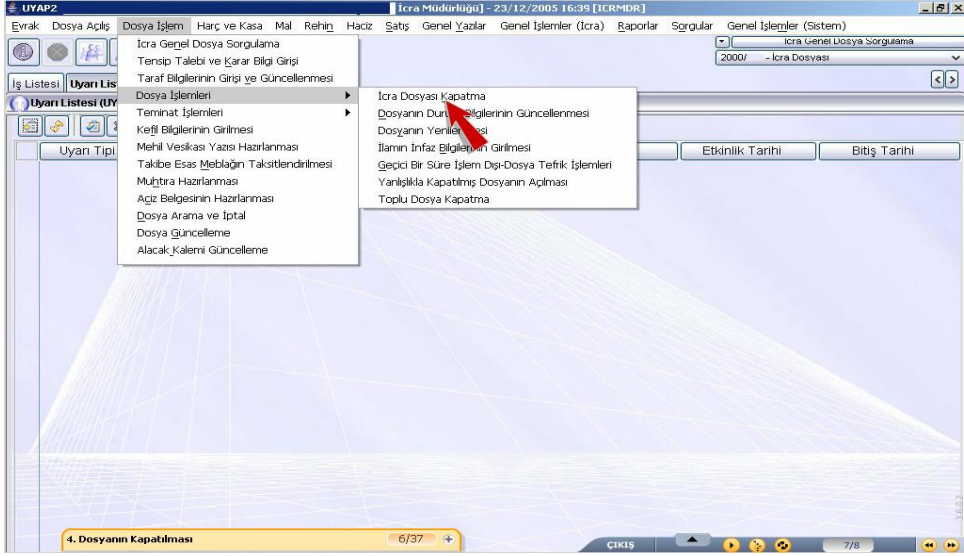 UYAP2 İcra Müdürlüğü] - 23/12/2005 16:39 [ICRMDR]
Evrak Dosya Açılış Dosya İşlem Harç ve Kasa Mal Rehin Haciz Satış Genel Yazılar Genel İşlemler (İcra) Raporlar Sorgular Genel İşlemler (Sistem)
İcra Genel Dosya Sorgulama
2000/ - İcra Dosyası
İş Listesi Uyarı Lis
Uyarı Listesi (UY
Uyarı Tipi Etkinlik Tarihi Bitiş Tarihi
İcra Genel Dosya Sorgulama
Tensip Talebi ve Karar Bilgi Girişi
Taraf Bilgilerinin Girişi ve Güncellenmesi
Dosya İşlemleri
Teminat İşlemleri
Kefil Bilgilerinin Girilmesi
Mehil Vesikası Yazısı Hazırlanması
Takibe Esas Meblağın Taksitlendirilmesi
Muhtıra Hazırlanması
Aciz Belgesinin Hazırlanması
Dosya Arama ve İptal
Dosya Güncelleme
Alacak Kalemi Güncelleme
İcra Dosyası Kapatma
Dosyanın Durum Bilgilerinin Güncellenmesi
Dosyanın Yenilenmesi
İlamın İnfaz Bilgilerinin Girilmesi
Geçici Bir Süre İşlem Dışı-Dosya Tefrik İşlemleri
Yanlışlıkla Kapatılmış Dosyanın Açılması
Toplu Dosya Kapatma
4. Dosyanın Kapatılması 6/37
ÇIKIŞ 7/8